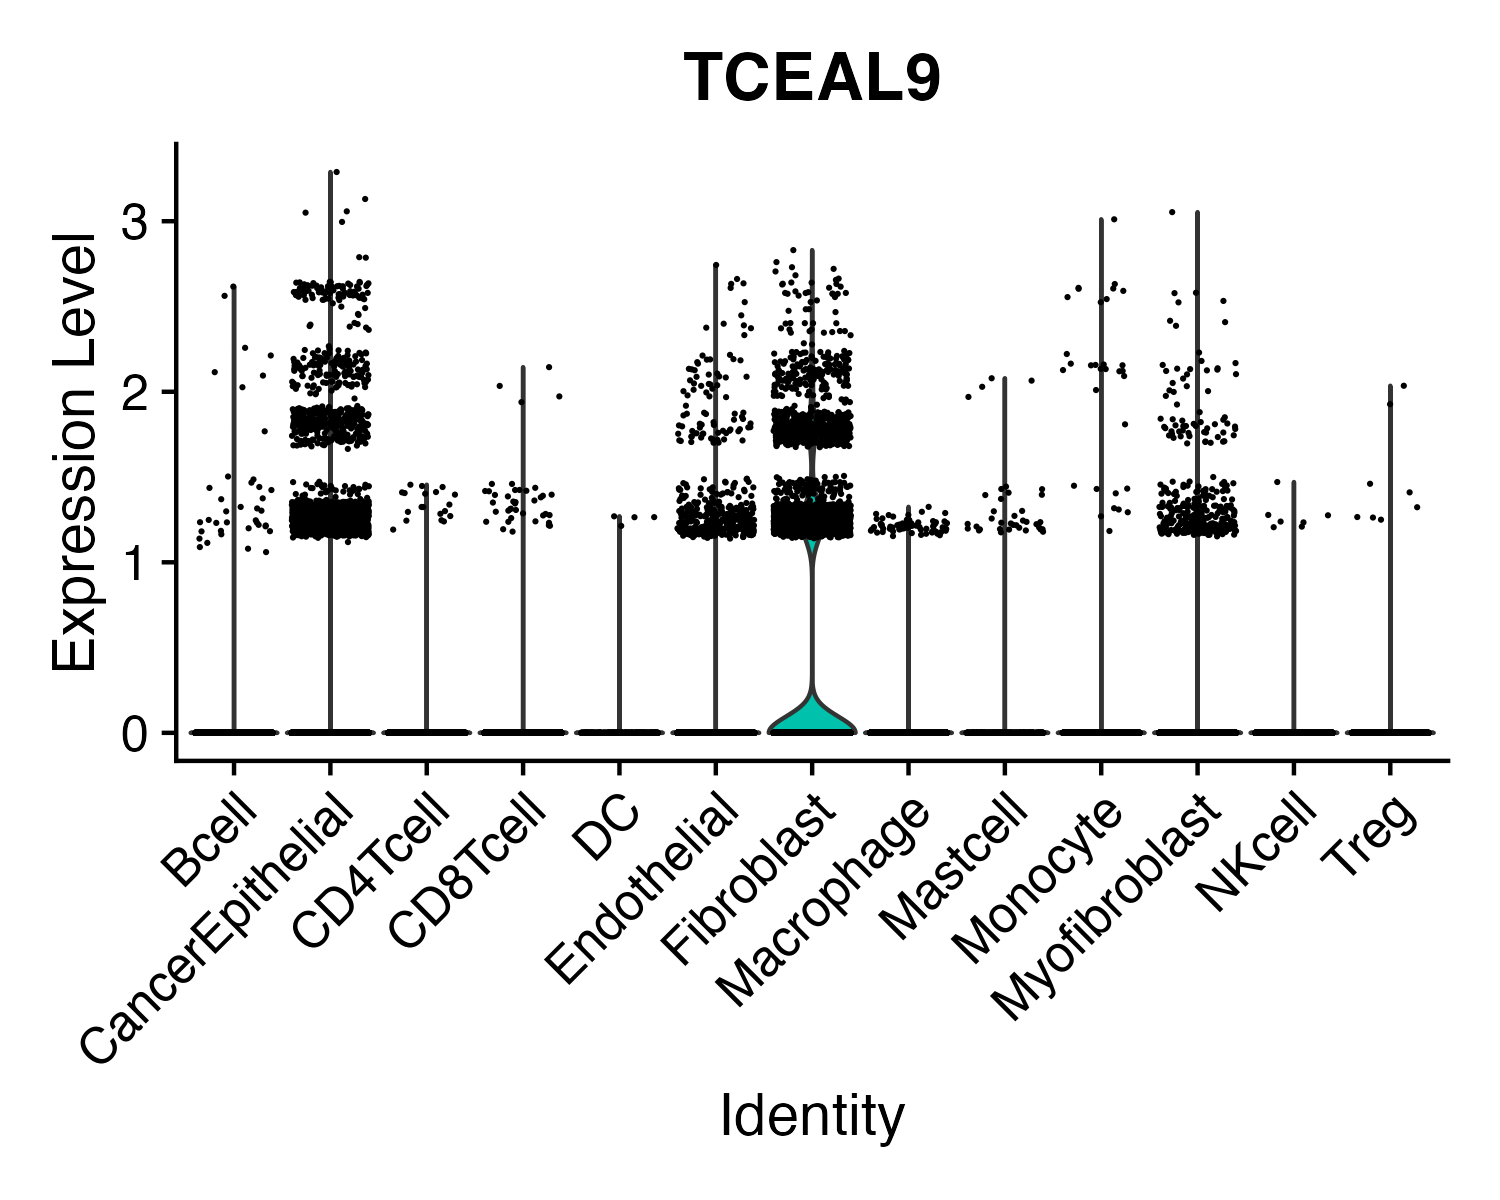 TCEAL9
Expression Level
3
2
1
0
Bcell
CancerEpithelial
CD4Tcell
CD8Tcell
DC
Endothelial
Fibroblast
Macrophage
Mastcell
Monocyte
Myofibroblast
NKcell
Treg
Identity